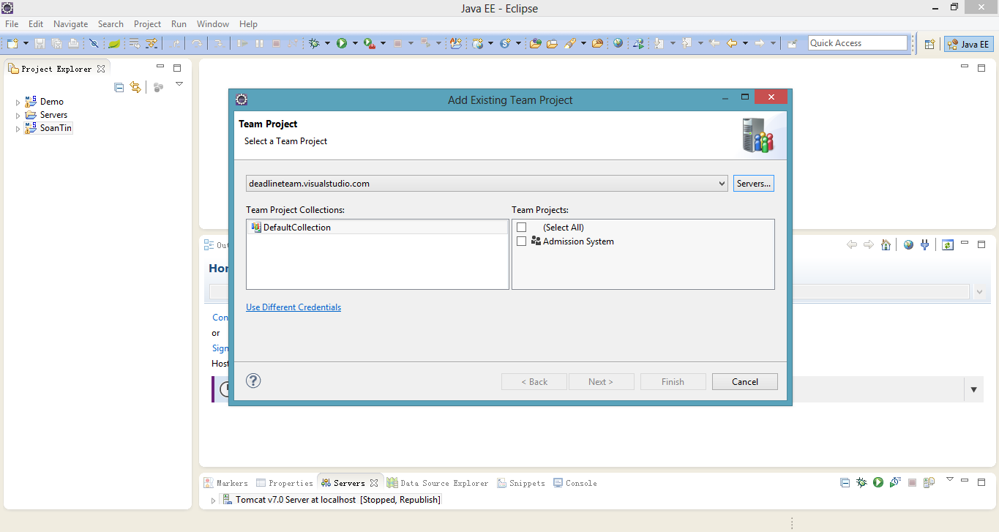 Java EE - Eclipse
File Edit Navigate Search Project Run Window Help
Quick Access
Java EE
Project Explorer
Demo
Servers
SoanTin
Add Existing Team Project
Team Project
Select a Team Project
deadlineteam.visualstudio.com
Servers...
Team Project Collections:
Team Projects:
DefaultCollection
(Select All)
Admission System
Use Different Credentials
< Back
Next >
Finish
Cancel
Out
Hor
Con
or
Sign
Host
Markers Properties Servers Data Source Explorer Snippets Console
Tomcat v7.0 Server at localhost [Stopped, Republish]